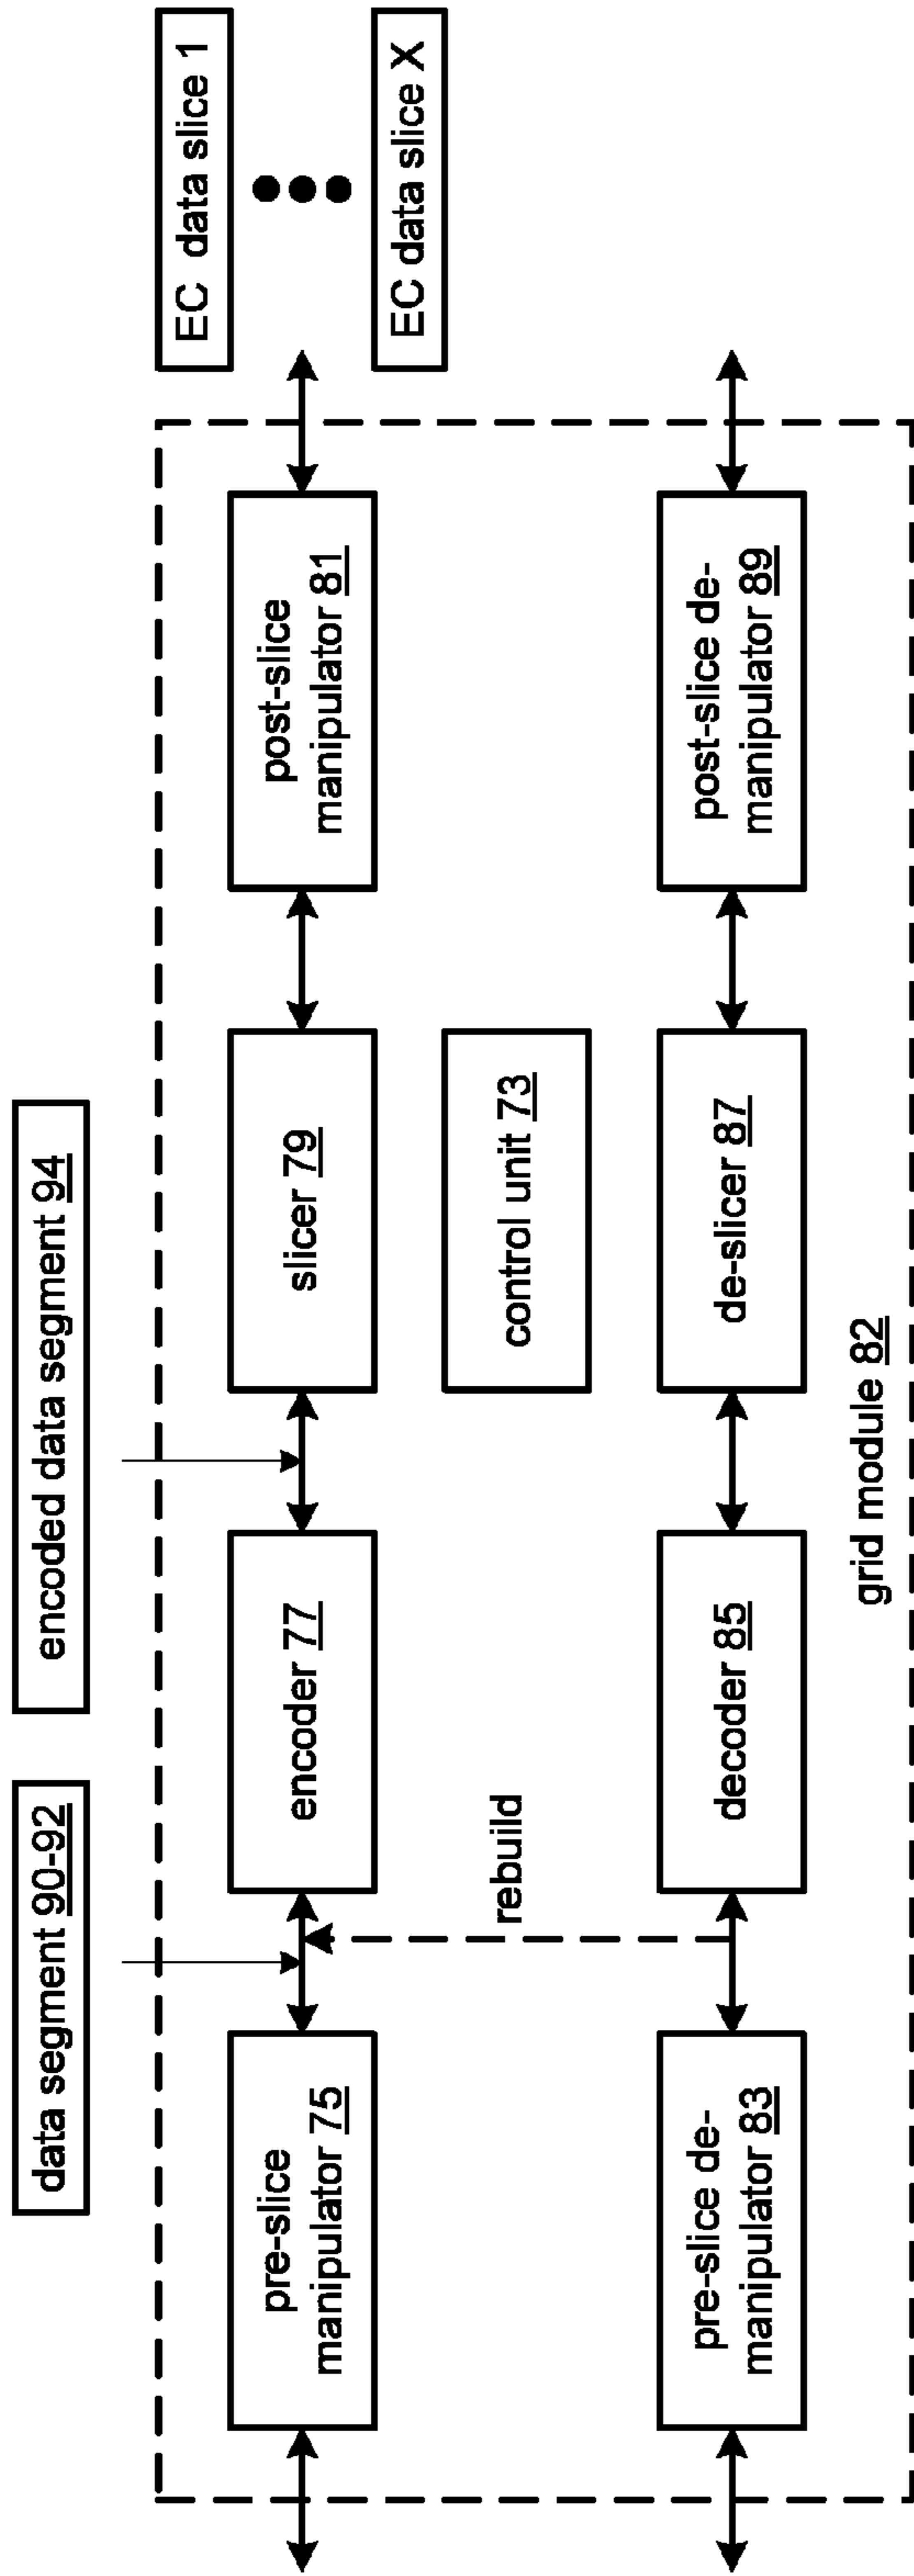 data segment 90-92
encoded data segment 94
pre-slice
manipulator 75
encoder 77
slicer 79
post-slice
manipulator 81
EC data slice 1
EC data slice X
rebuild
control unit 73
pre-slice de-
manipulator 83
decoder 85
de-slicer 87
post-slice de-
manipulator 89
grid module 82